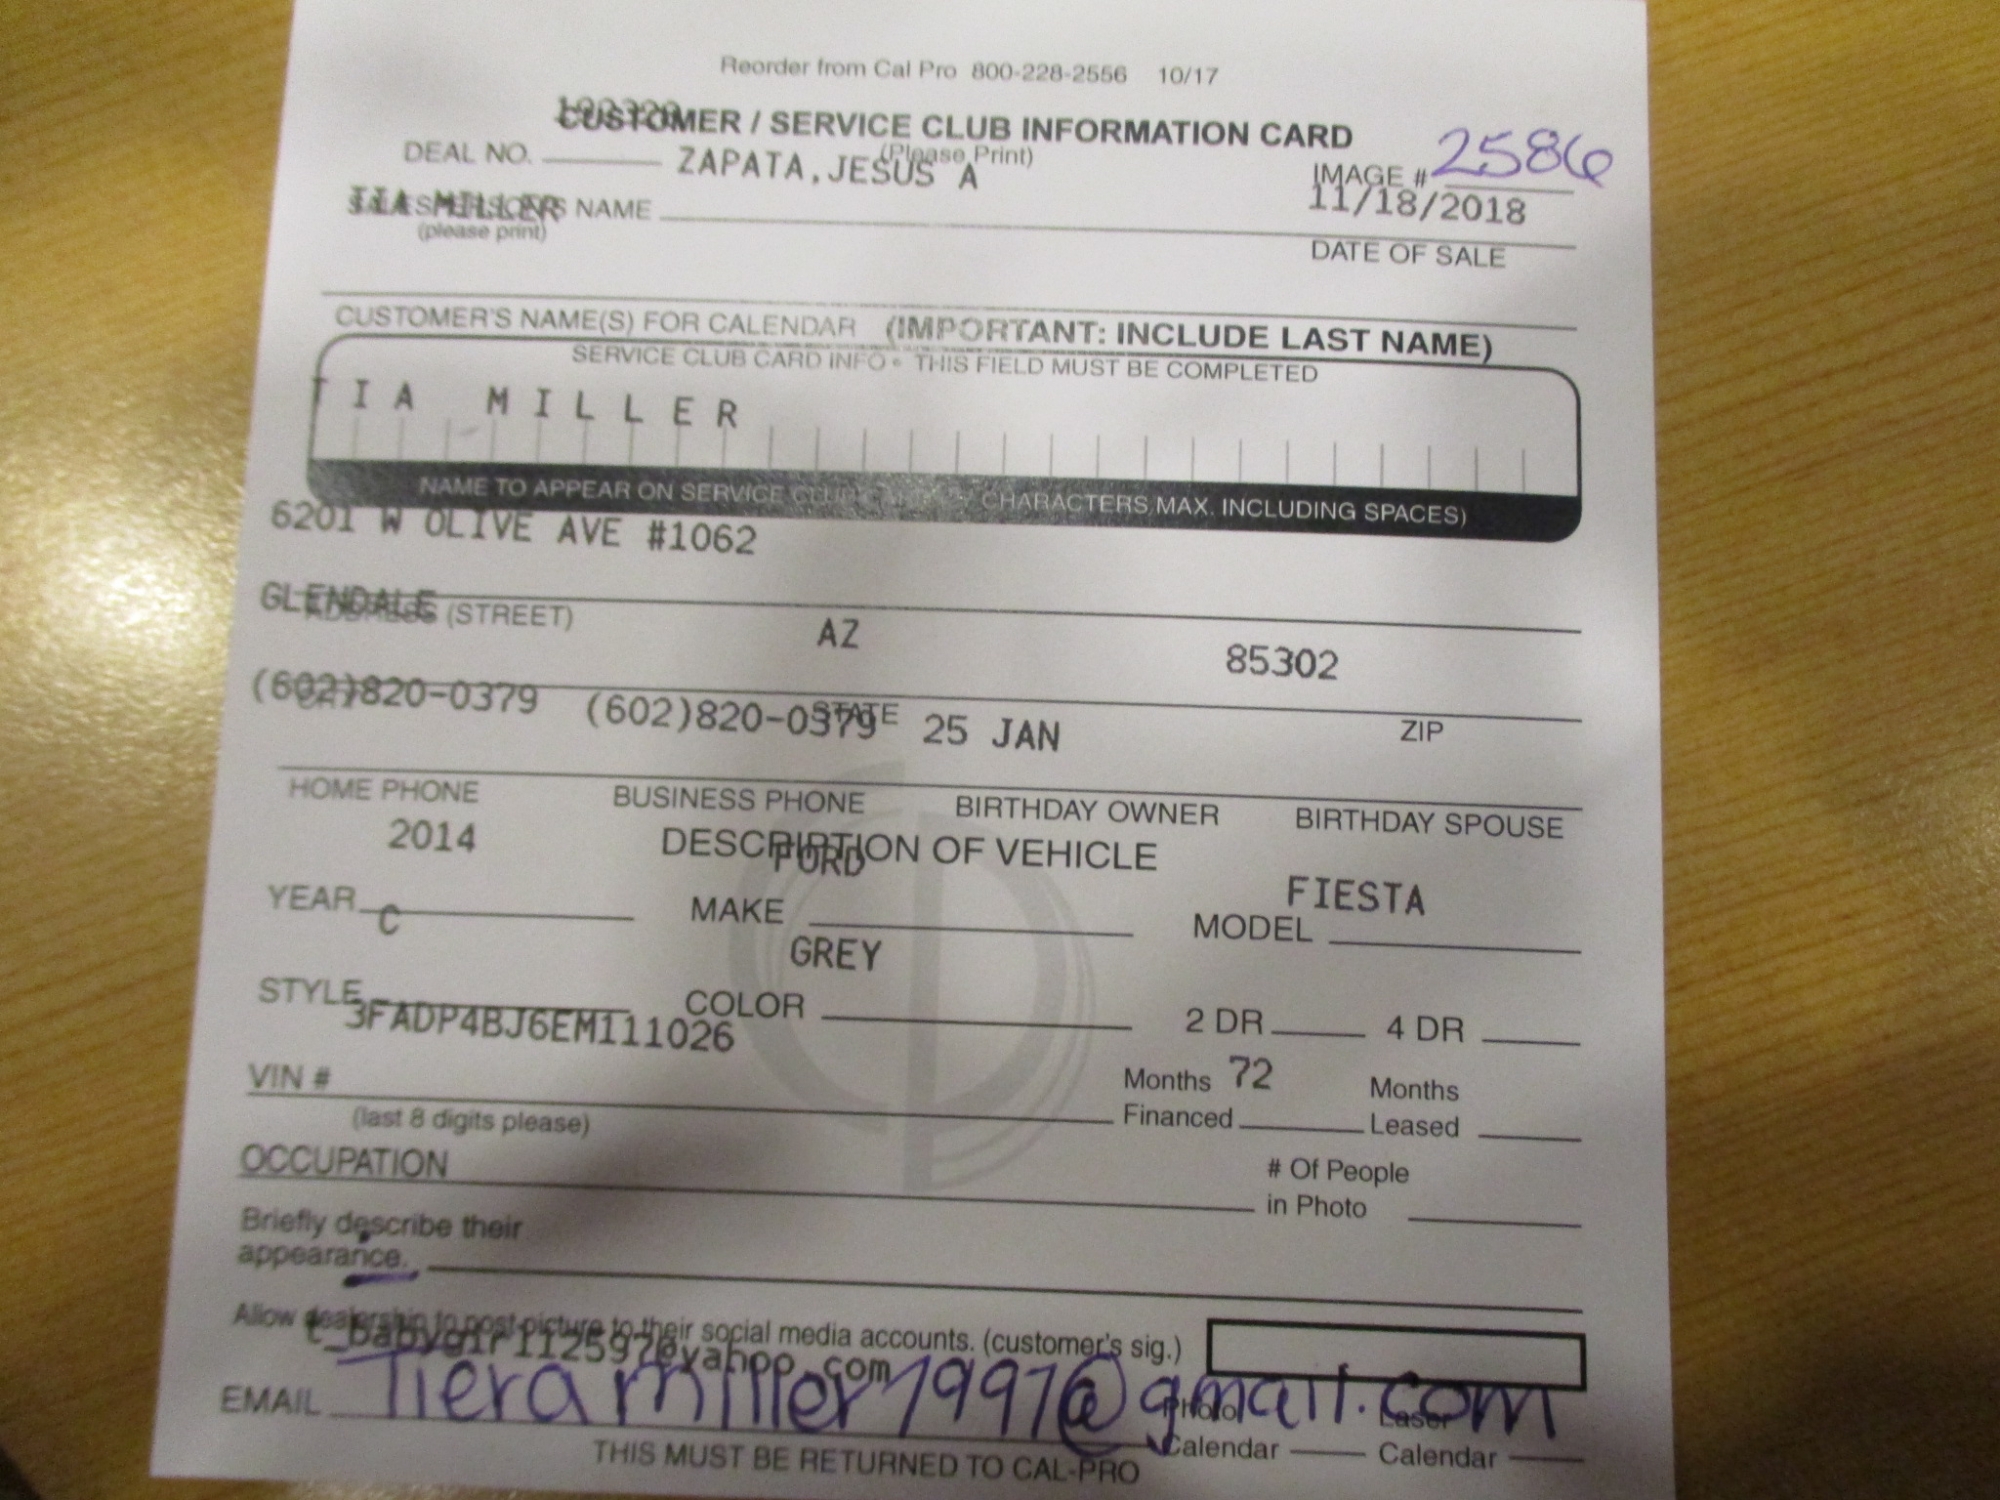 Reorder from Cal Pro 800-228-2556 10/17
CUSTOMER / SERVICE CLUB INFORMATION CARD
(Please Print)
DEAL NO. ZAPATA,JESUS A IMAGE # 2586
TIA MILLER NAME 11/18/2018
(please print) DATE OF SALE
CUSTOMER'S NAME(S) FOR CALENDAR (IMPORTANT: INCLUDE LAST NAME)
SERVICE CLUB CARD INFO • THIS FIELD MUST BE COMPLETED
TIA MILLER
NAME TO APPEAR ON SERVICE CLUB CHARACTERS MAX. INCLUDING SPACES)
6201 W OLIVE AVE #1062
GLENDALE AZ 85302
ADDRESS (STREET)
(602)820-0379 (602)820-0379 25 JAN
STATE ZIP
HOME PHONE BUSINESS PHONE BIRTHDAY OWNER BIRTHDAY SPOUSE
DESCRIPTION OF VEHICLE
2014 FORD FIESTA
YEAR MAKE MODEL
C GREY
STYLE COLOR 2 DR 4 DR
3FADP4BJ6EM111026
VIN # Months Financed 72 Months Leased
(last 8 digits please)
OCCUPATION # Of People in Photo
Briefly describe their
appearance.
Allow dealership to post picture to their social media accounts. (customer's sig.)
t_babygirl12597@yahoo.com
EMAIL Tieramiller1997@gmail.com
Photo Calendar Laser Calendar
THIS MUST BE RETURNED TO CAL-PRO